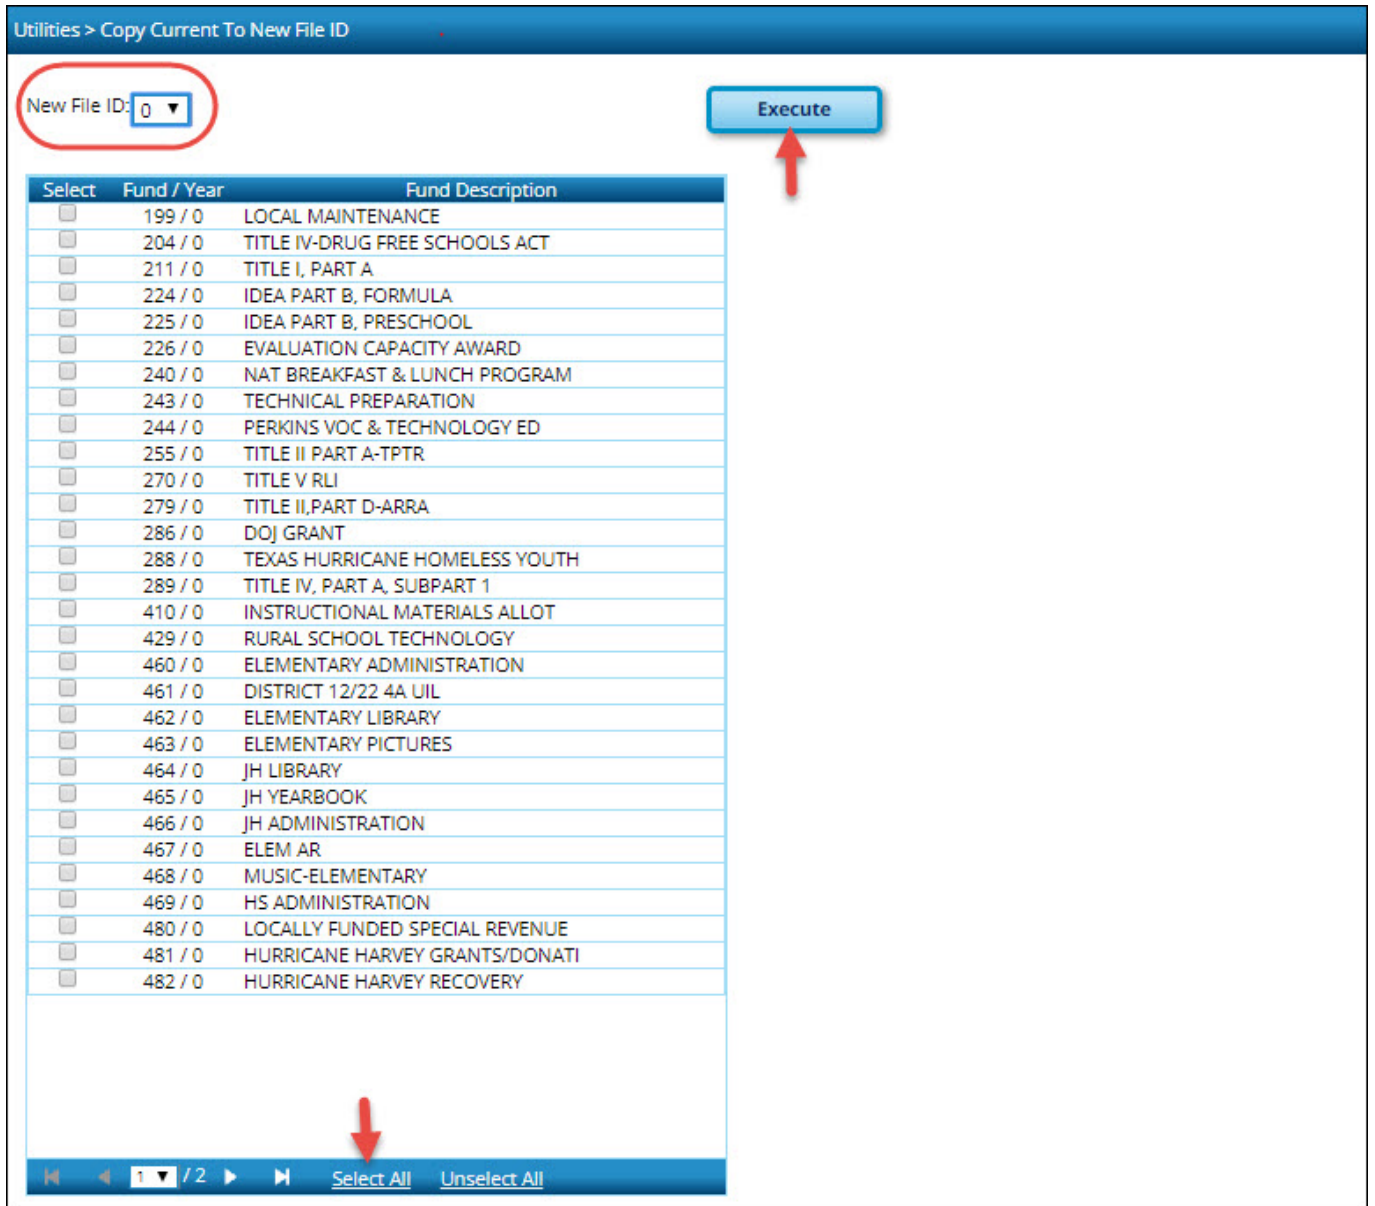 Utilities > Copy Current To New File ID
New File ID: 0
Execute
Select Fund / Year Fund Description
199 / 0 LOCAL MAINTENANCE
204 / 0 TITLE IV-DRUG FREE SCHOOLS ACT
211 / 0 TITLE I, PART A
224 / 0 IDEA PART B, FORMULA
225 / 0 IDEA PART B, PRESCHOOL
226 / 0 EVALUATION CAPACITY AWARD
240 / 0 NAT BREAKFAST & LUNCH PROGRAM
243 / 0 TECHNICAL PREPARATION
244 / 0 PERKINS VOC & TECHNOLOGY ED
255 / 0 TITLE II PART A-TPTR
270 / 0 TITLE V RLI
279 / 0 TITLE II,PART D-ARRA
286 / 0 DOJ GRANT
288 / 0 TEXAS HURRICANE HOMELESS YOUTH
289 / 0 TITLE IV, PART A, SUBPART 1
410 / 0 INSTRUCTIONAL MATERIALS ALLOT
429 / 0 RURAL SCHOOL TECHNOLOGY
460 / 0 ELEMENTARY ADMINISTRATION
461 / 0 DISTRICT 12/22 4A UIL
462 / 0 ELEMENTARY LIBRARY
463 / 0 ELEMENTARY PICTURES
464 / 0 JH LIBRARY
465 / 0 JH YEARBOOK
466 / 0 JH ADMINISTRATION
467 / 0 ELEM AR
468 / 0 MUSIC-ELEMENTARY
469 / 0 HS ADMINISTRATION
480 / 0 LOCALLY FUNDED SPECIAL REVENUE
481 / 0 HURRICANE HARVEY GRANTS/DONATI
482 / 0 HURRICANE HARVEY RECOVERY
1 / 2 Select All Unselect All